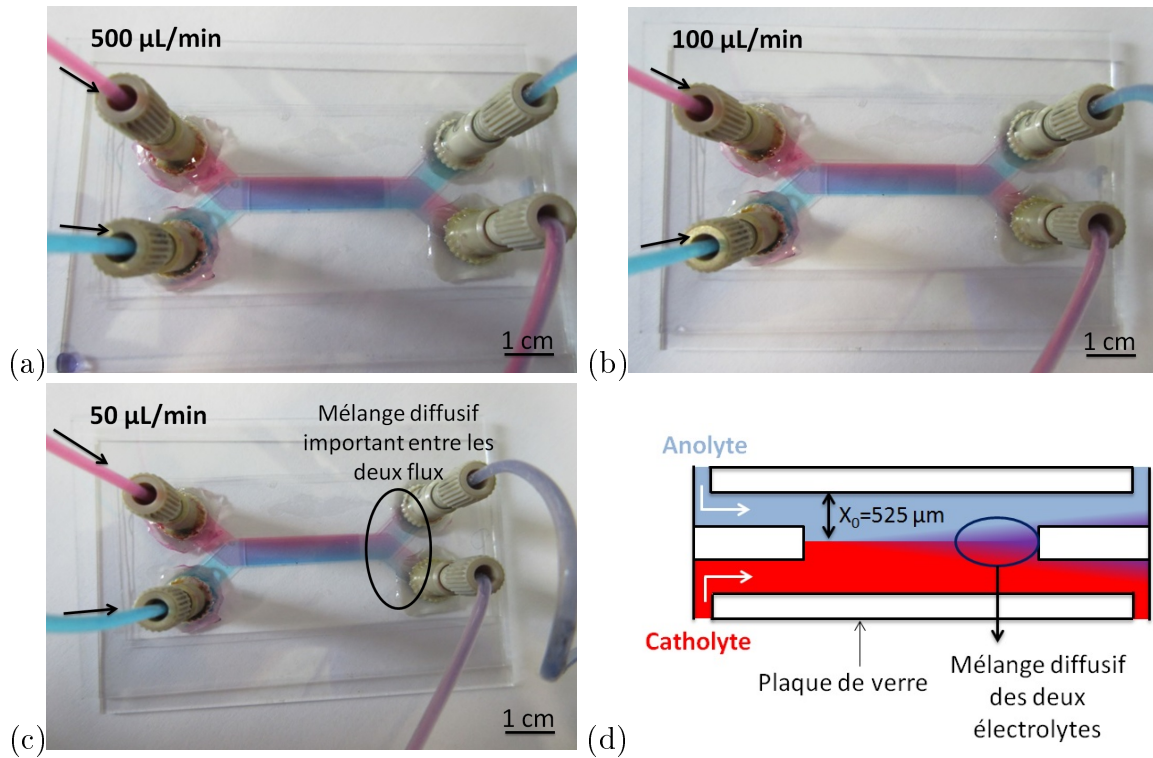 500 µL/min
1 cm
(a)
100 µL/min
1 cm
(b)
50 µL/min
Mélange diffusif
important entre les
deux flux
1 cm
(c)
Anolyte
X₀=525 µm
Catholyte
Plaque de verre
Mélange diffusif
des deux
électrolytes
(d)